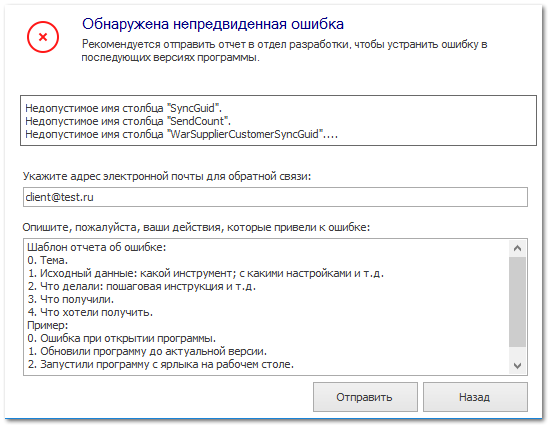 Обнаружена непредвиденная ошибка
Рекомендуется отправить отчет в отдел разработки, чтобы устранить ошибку в
последующих версиях программы.
Недопустимое имя столбца "SyncGuid".
Недопустимое имя столбца "SendCount".
Недопустимое имя столбца "WarSupplierCustomerSyncGuid"....
Укажите адрес электронной почты для обратной связи:
client@test.ru
Опишите, пожалуйста, ваши действия, которые привели к ошибке:
Шаблон отчета об ошибке:
0. Тема.
1. Исходный данные: какой инструмент; с какими настройками и т.д.
2. Что делали: пошаговая инструкция и т.д.
3. Что получили.
4. Что хотели получить.
Пример:
0. Ошибка при открытии программы.
1. Обновили программу до актуальной версии.
2. Запустили программу с ярлыка на рабочем столе.
Отправить
Назад